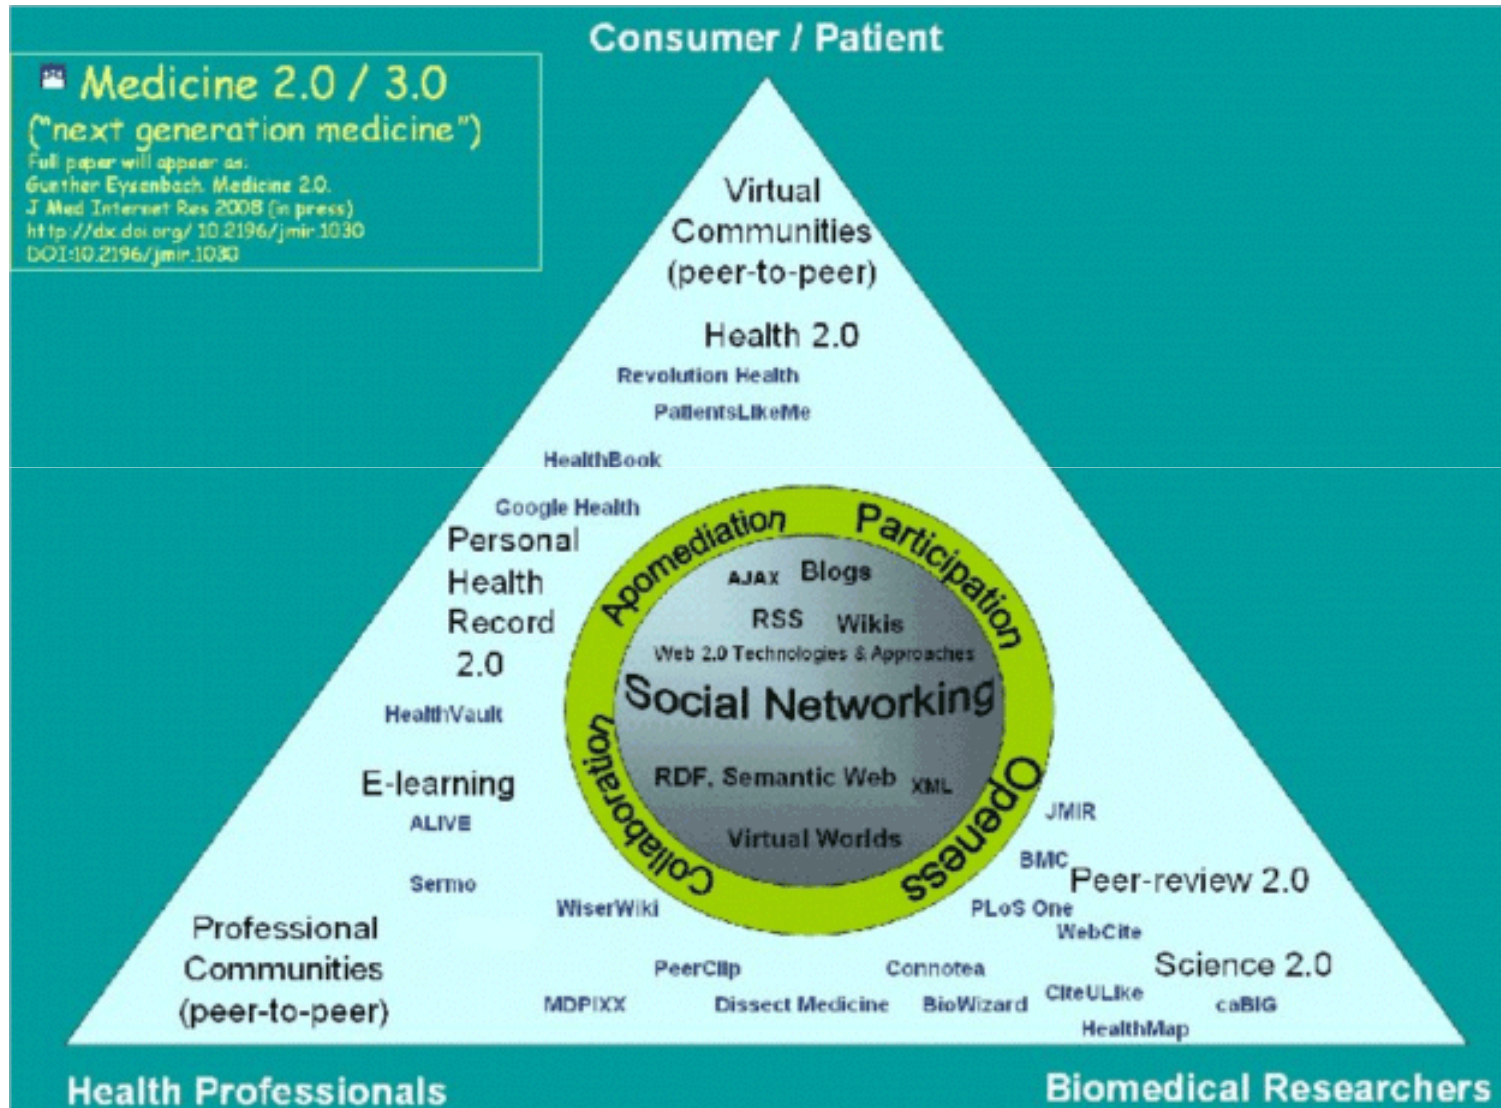 Consumer / Patient
Medicine 2.0 / 3.0
("next generation medicine")
Full paper will appear as:
Gunther Eysenbach. Medicine 2.0.
J Med Internet Res 2008 (in press)
http://dx.doi.org/ 10.2196/jmir.1030
DOI:10.2196/jmir.1030
Virtual
Communities
(peer-to-peer)
Health 2.0
Revolution Health
PatientsLikeMe
HealthBook
Google Health
Personal
Health
Record
2.0
HealthVault
E-learning
ALIVE
Sermo
Professional
Communities
(peer-to-peer)
Apomediation
Participation
Collaboration
Openess
AJAX Blogs
RSS Wikis
Web 2.0 Technologies & Approaches
Social Networking
RDF, Semantic Web XML
Virtual Worlds
JMIR
BMC
Peer-review 2.0
PLoS One
WebCite
Science 2.0
WiserWiki
PeerClip
Connotea
MDPIXX
Dissect Medicine
BioWizard
CiteULike
caBIG
HealthMap
Health Professionals
Biomedical Researchers